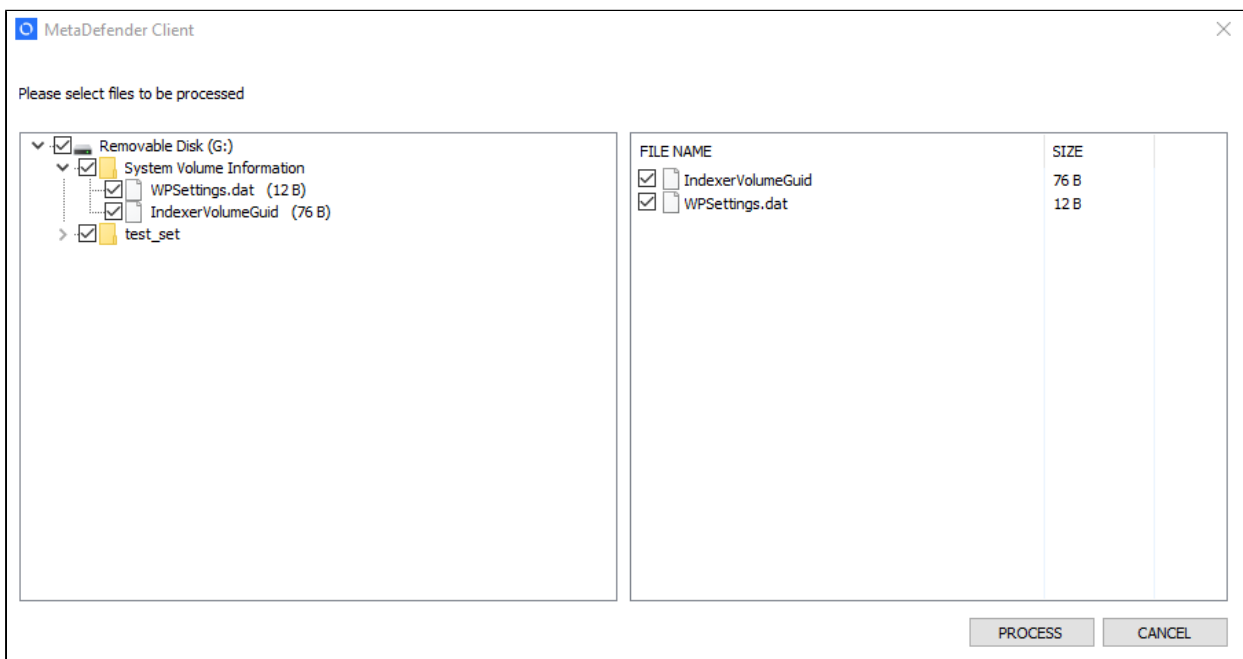 MetaDefender Client
Please select files to be processed
Removable Disk (G:)
System Volume Information
WPSettings.dat (12 B)
IndexerVolumeGuid (76 B)
test_set
FILE NAME SIZE
IndexerVolumeGuid 76 B
WPSettings.dat 12 B
PROCESS CANCEL